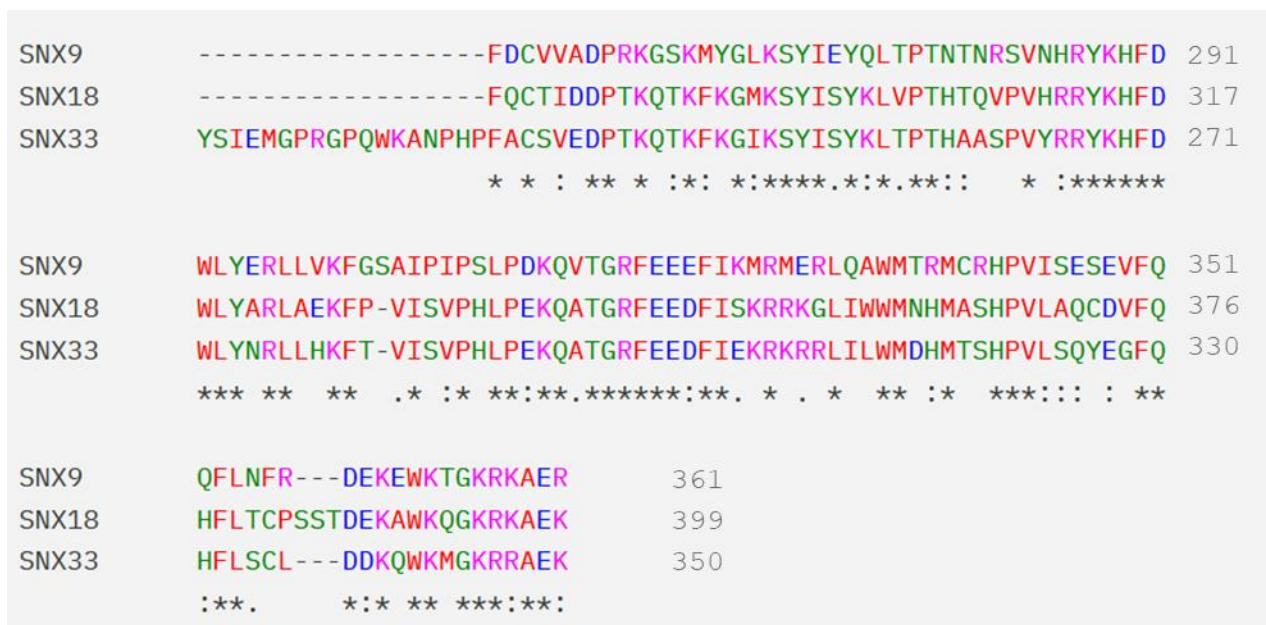 SNX9 ------------------FDCVVADPRKGSKMYGLKSYIEYQLTPTNTNRSVNHRYKHFD 291
SNX18 ------------------FQCTIDDPTKQTKFKGMKSYISYKLVPTHTQVPVHRRYKHFD 317
SNX33 YSIEMGPRGPQWKANPHPFACSVEDPTKQTKFKGIKSYISYKLTPTHAASPVYRRYKHFD 271
* * : ** * :*: *:****.*:*.**:: * :******
SNX9 WLYERLLVKFGSAIPIPSLPDKQVTGRFEEEFIKMRMERLQAWMTRMCRHPVISESEVFQ 351
SNX18 WLYARLAEKFP-VISVPHLPEKQATGRFEEDFISKRRKGLIWWMNHMASHPVLAQCDVFQ 376
SNX33 WLYNRLLHKFT-VISVPHLPEKQATGRFEEDFIEKRKRRLILWMDHMTSHPVLSQYEGFQ 330
*** ** ** .* :* **:**.******:**. * . * ** :* ***::: : **
SNX9 QFLNFR---DEKEWKTGKRKAER 361
SNX18 HFLTCPSSTDEKAWKQGKRKAEK 399
SNX33 HFLSCL---DDKQWKMGKRRAEK 350
:**. *:* ** ***:**: